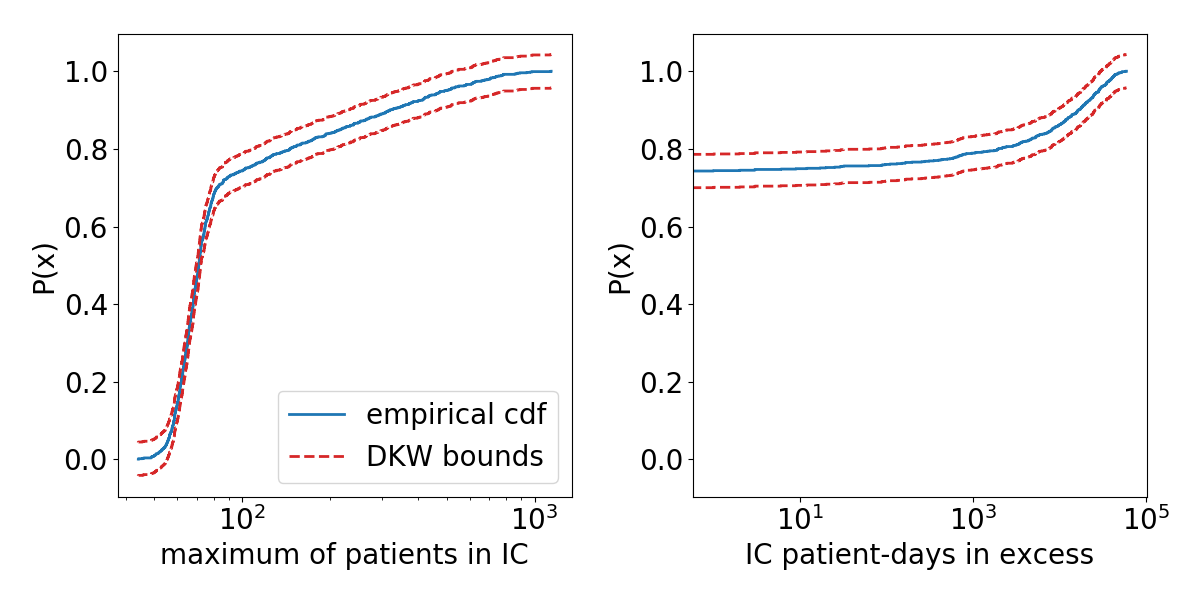 1.0
0.8
0.6
0.4
0.2
0.0
P(x)
10²
10³
maximum of patients in IC
empirical cdf
DKW bounds
1.0
0.8
0.6
0.4
0.2
0.0
P(x)
10¹
10³
10⁵
IC patient-days in excess